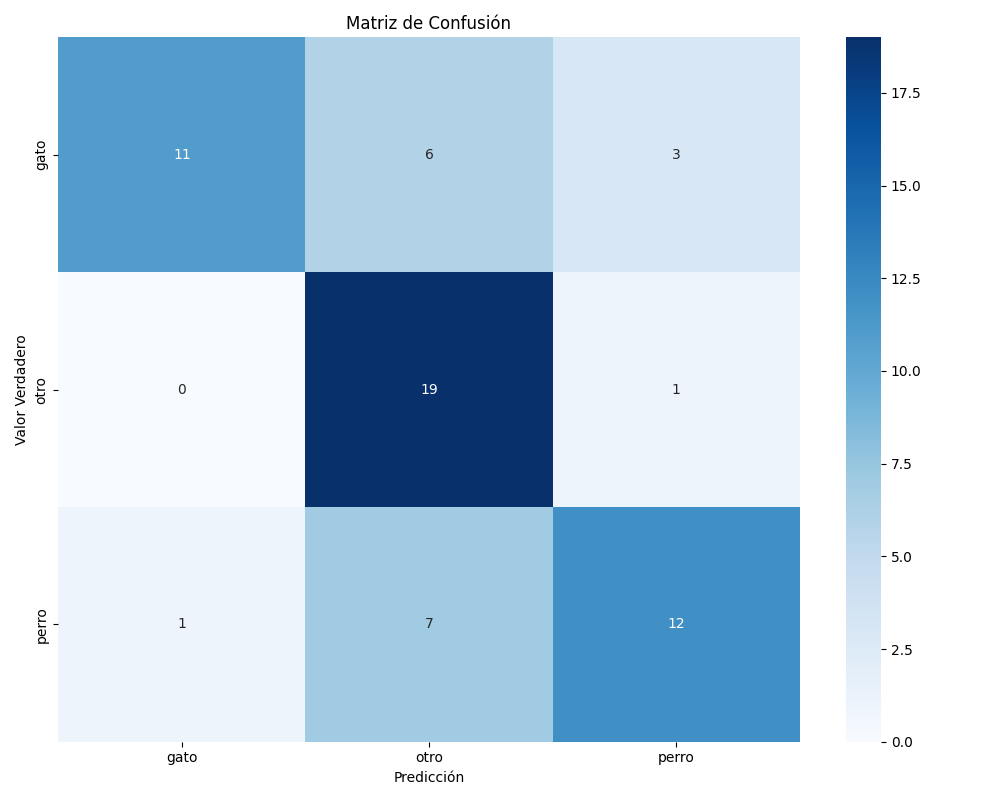 Matriz de Confusión
gato
11
6
3
17.5
15.0
12.5
Valor Verdadero
otro
0
19
1
10.0
7.5
5.0
perro
1
7
12
2.5
0.0
gato
otro
perro
Predicción